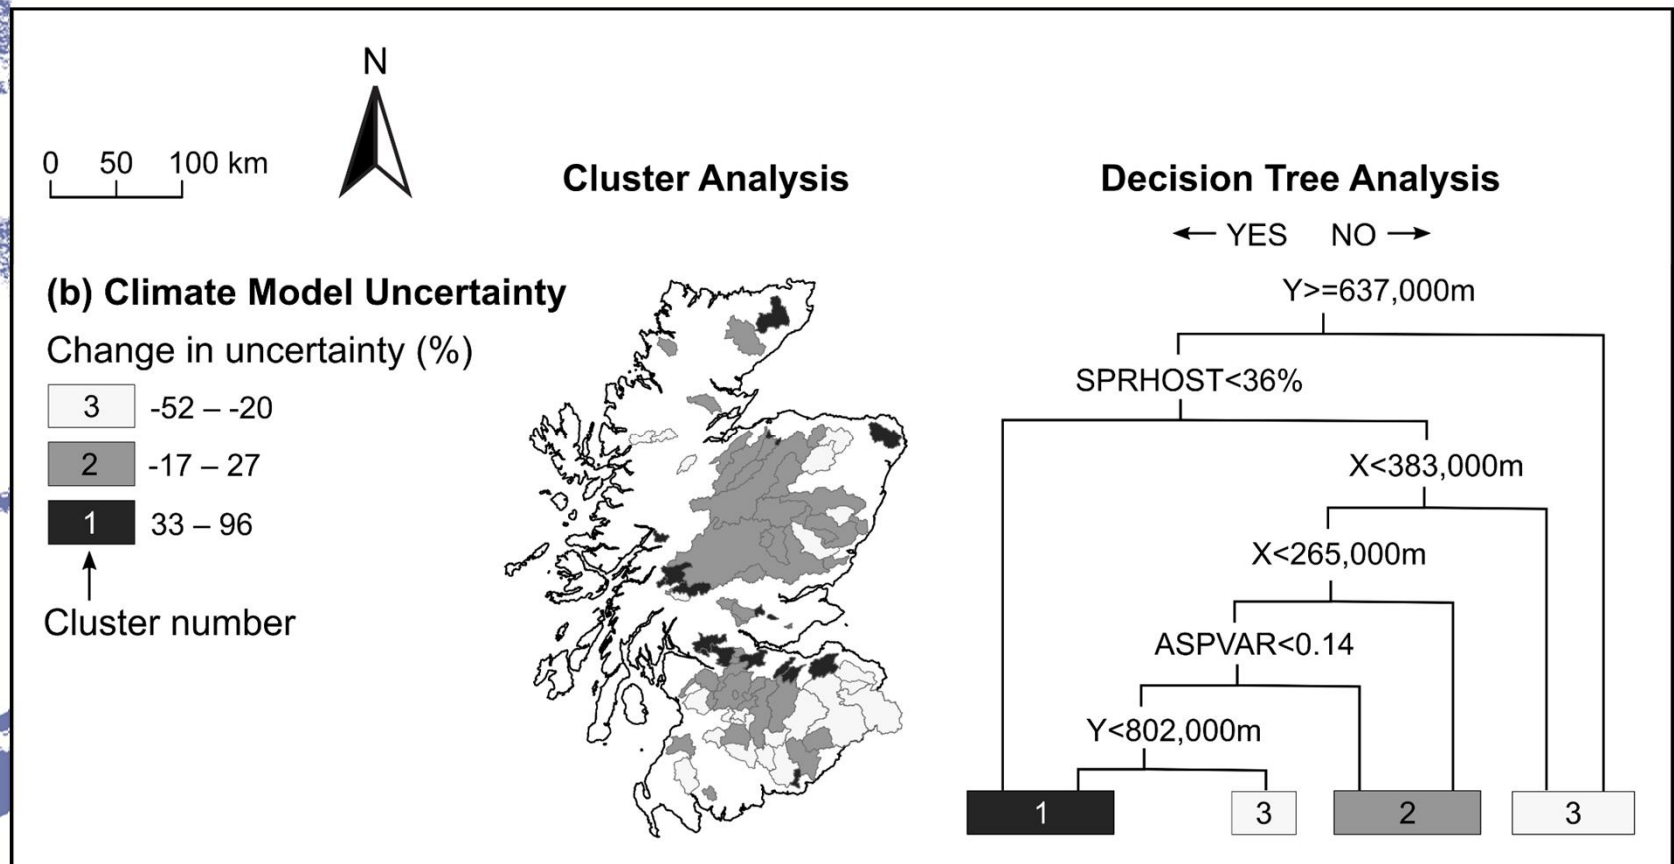 N
0 50 100 km
Cluster Analysis
Decision Tree Analysis
← YES NO →
(b) Climate Model Uncertainty
Change in uncertainty (%)
3 -52 – -20
2 -17 – 27
1 33 – 96
Cluster number
Y>=637,000m
SPRHOST<36%
X<383,000m
X<265,000m
ASPVAR<0.14
Y<802,000m
1 3 2 3